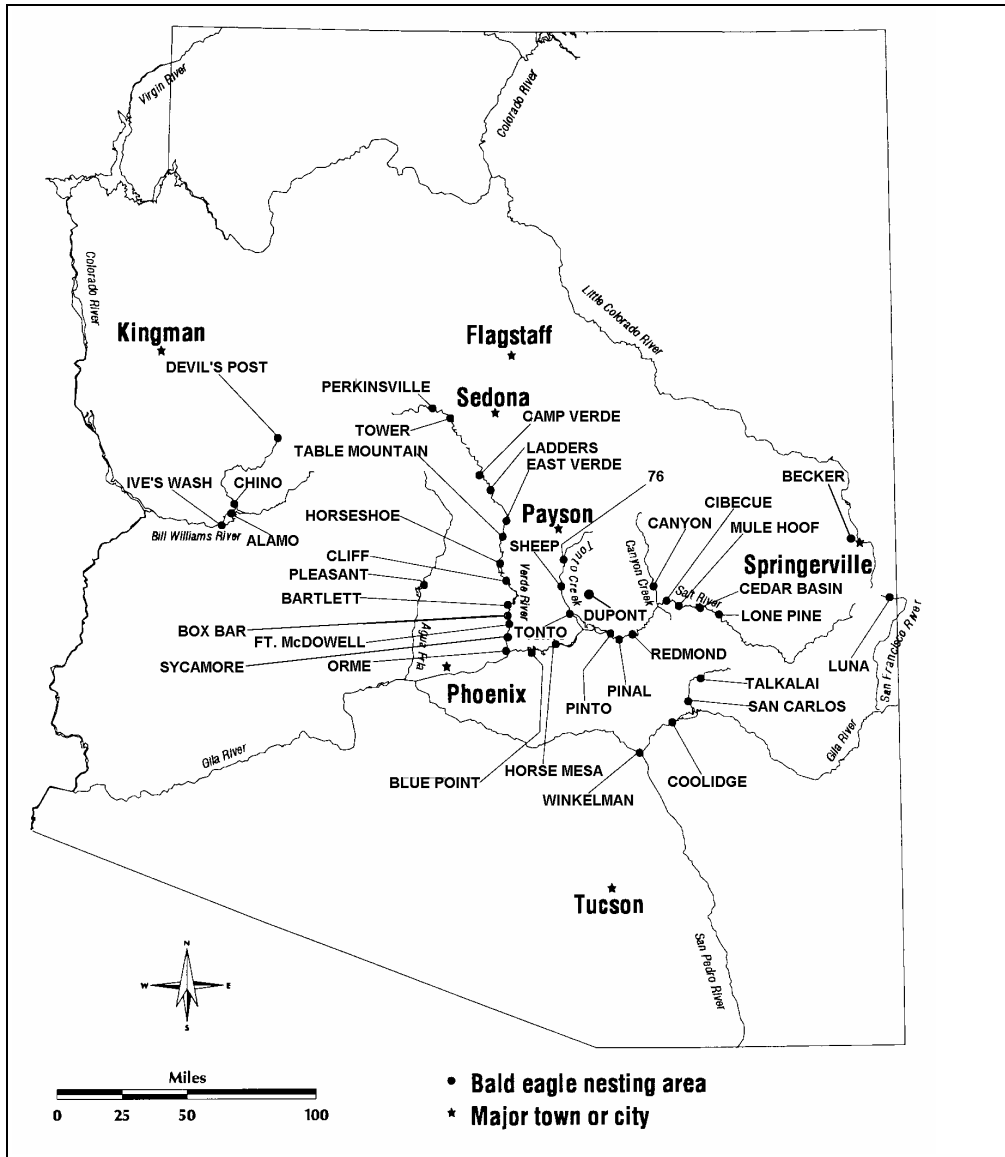 Virgin River
Colorado River
Colorado River
Little Colorado River
Kingman
DEVIL'S POST
Flagstaff
PERKINSVILLE
Sedona
TOWER
CAMP VERDE
TABLE MOUNTAIN
LADDERS
EAST VERDE
IVE'S WASH
CHINO
76
BECKER
HORSESHOE
Payson
CIBECUE
CANYON
MULE HOOF
Bill Williams River
ALAMO
SHEEP
Tonto Creek
Canyon Creek
CLIFF
PLEASANT
Verde River
Springerville
Salt River
CEDAR BASIN
BARTLETT
DUPONT
LONE PINE
BOX BAR
FT. McDOWELL
TONTO
SYCAMORE
ORME
Agua Fria
REDMOND
LUNA
San Francisco River
Phoenix
PINAL
TALKALAI
PINTO
SAN CARLOS
Gila River
Gila River
BLUE POINT
HORSE MESA
COOLIDGE
WINKELMAN
Tucson
San Pedro River
N
W
E
S
Miles
0 25 50 100
• Bald eagle nesting area
★ Major town or city